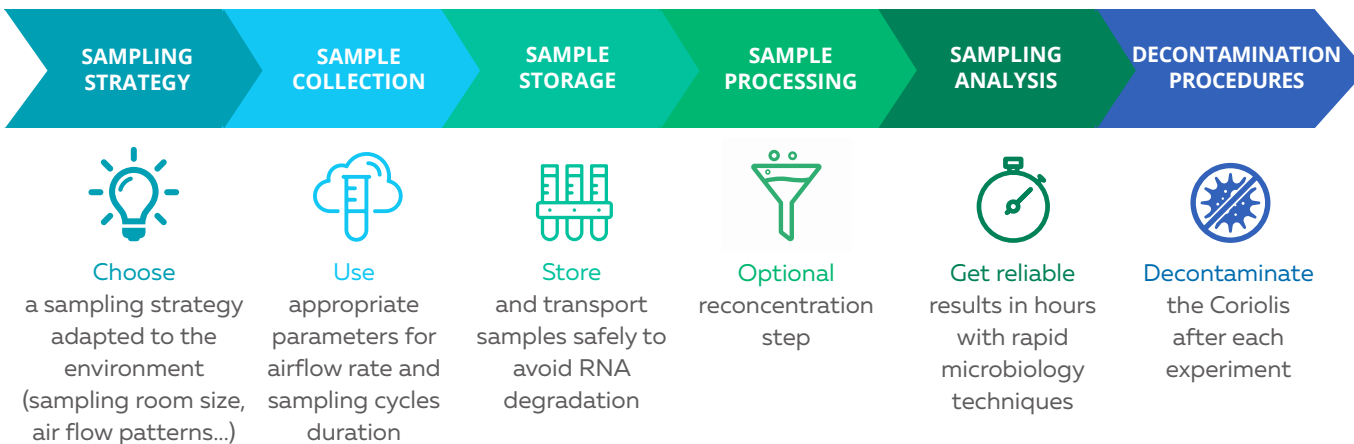 SAMPLING
STRATEGY
SAMPLE
COLLECTION
SAMPLE
STORAGE
SAMPLE
PROCESSING
SAMPLING
ANALYSIS
DECONTAMINATION
PROCEDURES
Choose
a sampling strategy
adapted to the
environment
(sampling room size,
air flow patterns...)
Use
appropriate
parameters for
airflow rate and
sampling cycles
duration
Store
and transport
samples safely to
avoid RNA
degradation
Optional
reconcentration
step
Get reliable
results in hours
with rapid
microbiology
techniques
Decontaminate
the Coriolis
after each
experiment